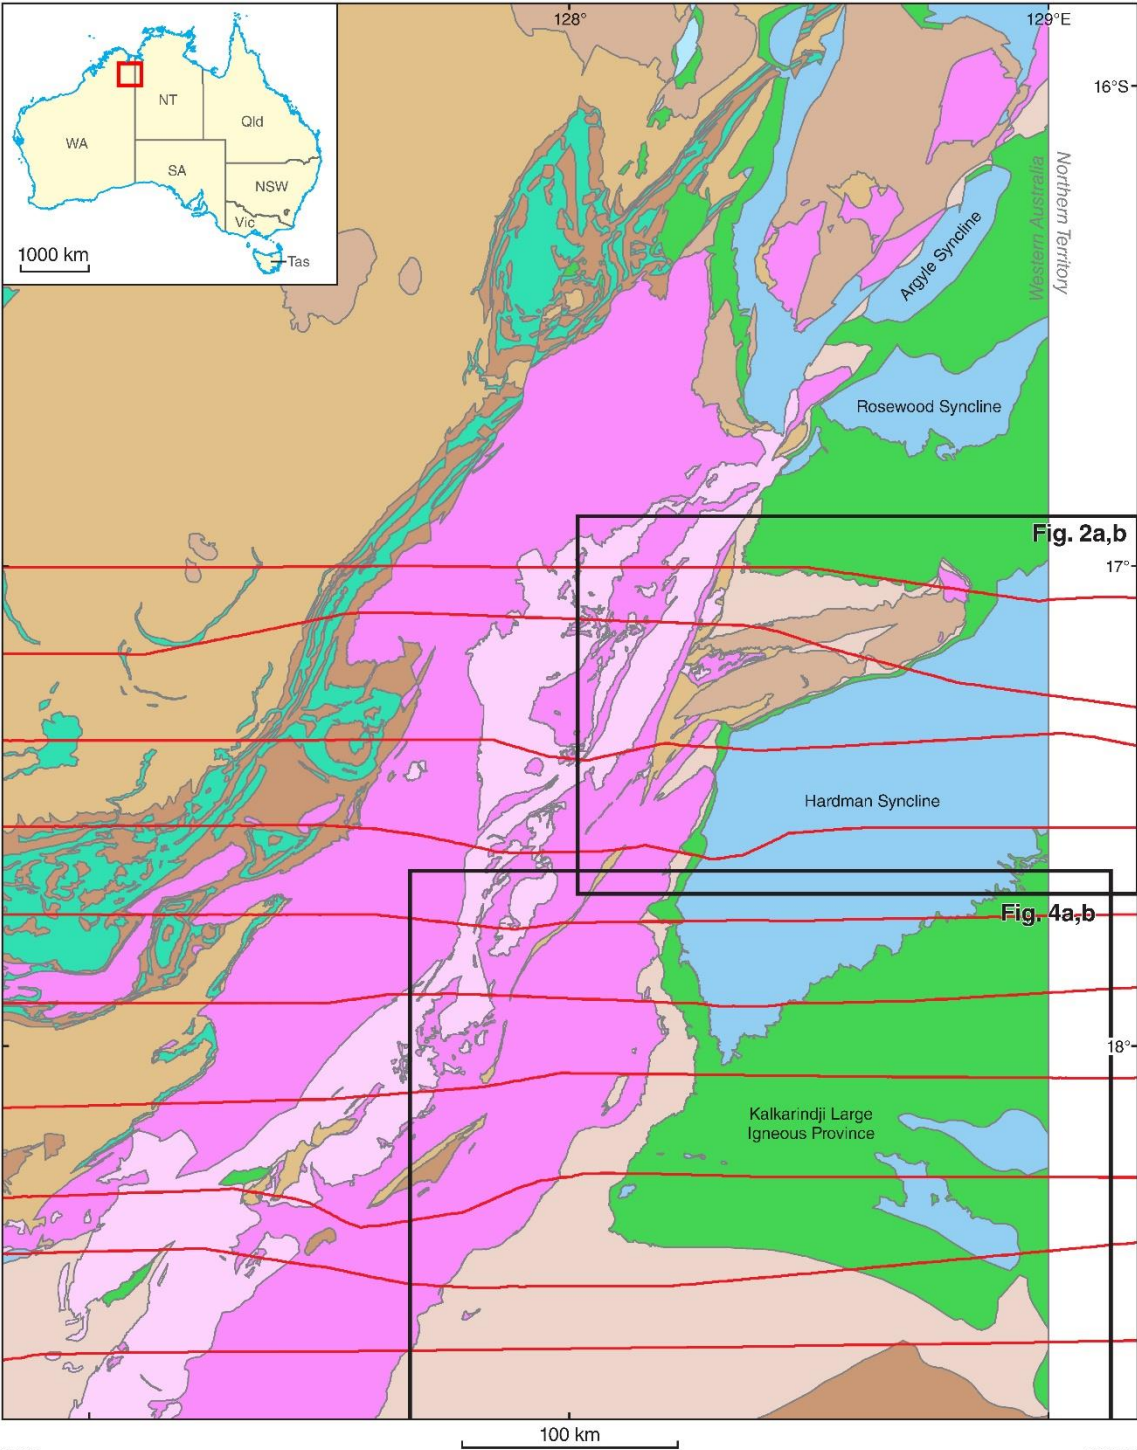 128°
129°E
16°S
WA
NT
Qld
SA
NSW
Vic
Tas
1000 km
Western Australia
Northern Territory
Argyle Syncline
Rosewood Syncline
Fig. 2a,b
17°
Hardman Syncline
Fig. 4a,b
18°
Kalkarindji Large
Igneous Province
100 km